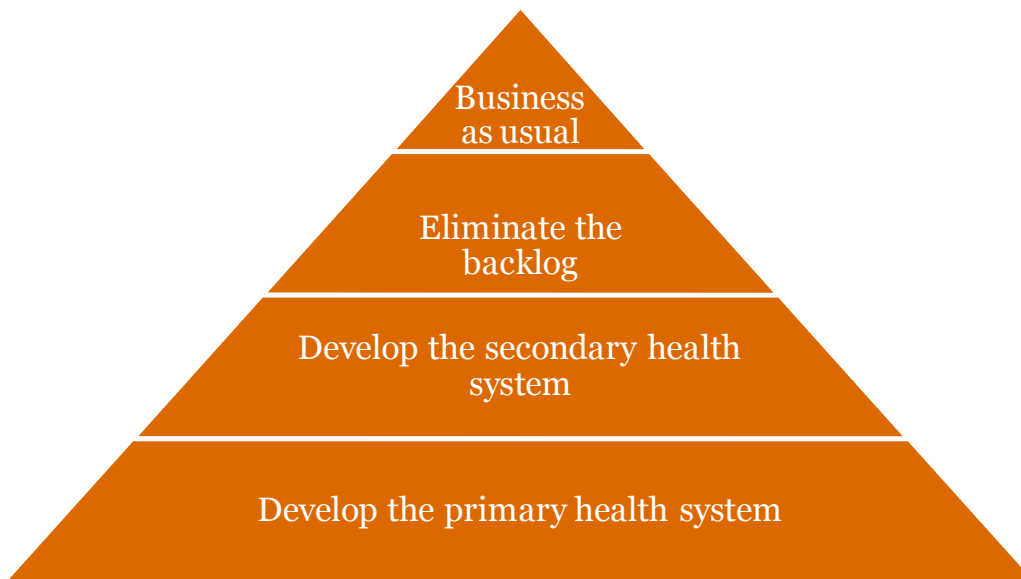 Business
as usual
Eliminate the
backlog
Develop the secondary health
system
Develop the primary health system